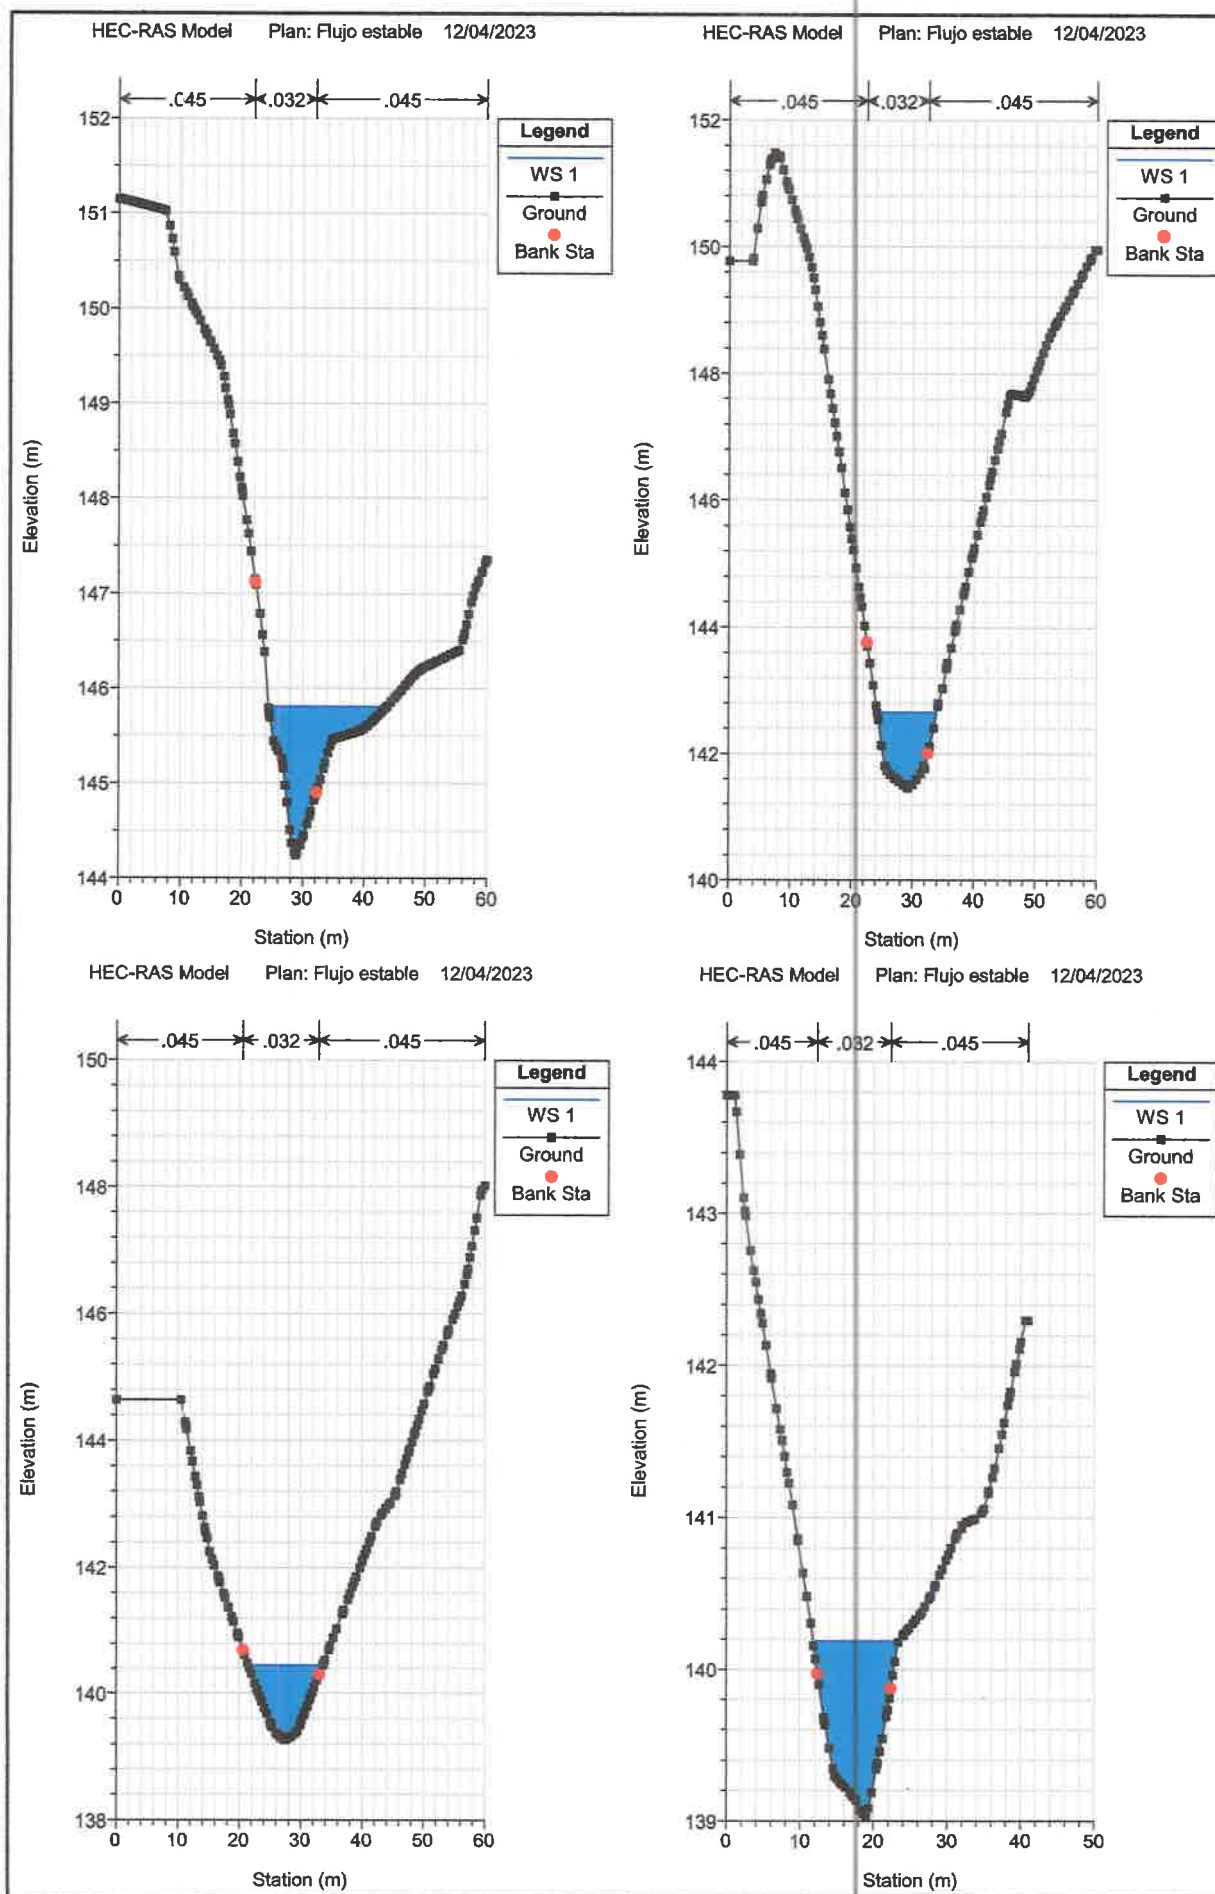 HEC-RAS Model Plan: Flujo estable 12/04/2023
.045 .032 .045
152
151
150
149
148
147
146
145
144
Elevation (m)
0 10 20 30 40 50 60
Station (m)
Legend
WS 1
Ground
Bank Sta
HEC-RAS Model Plan: Flujo estable 12/04/2023
.045 .032 .045
152
150
148
146
144
142
140
Elevation (m)
0 10 20 30 40 50 60
Station (m)
Legend
WS 1
Ground
Bank Sta
HEC-RAS Model Plan: Flujo estable 12/04/2023
.045 .032 .045
150
148
146
144
142
140
138
Elevation (m)
0 10 20 30 40 50 60
Station (m)
Legend
WS 1
Ground
Bank Sta
HEC-RAS Model Plan: Flujo estable 12/04/2023
.045 .032 .045
144
143
142
141
140
139
Elevation (m)
0 10 20 30 40 50
Station (m)
Legend
WS 1
Ground
Bank Sta